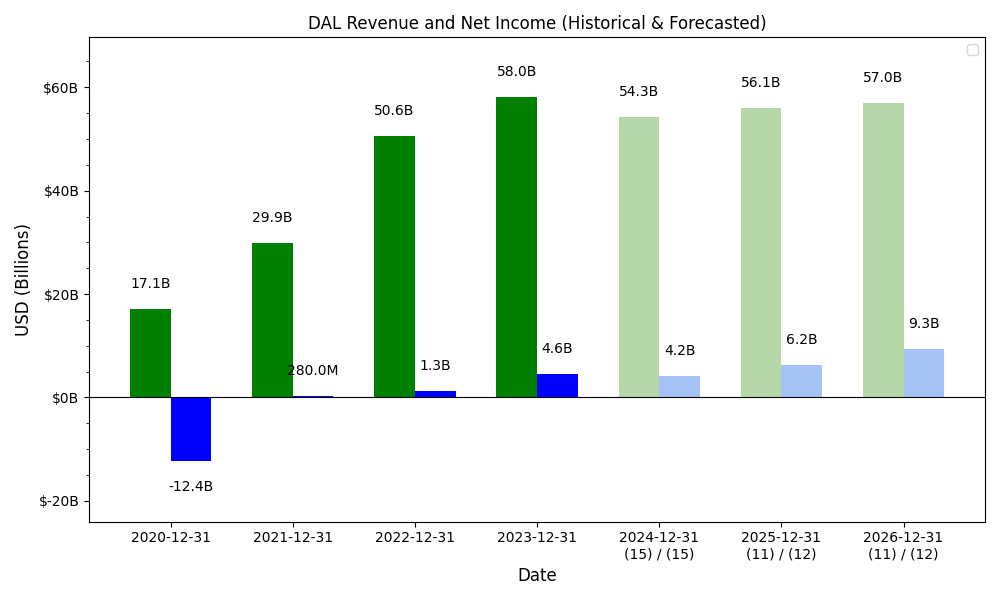 DAL Revenue and Net Income (Historical & Forecasted)
USD (Billions)
$60B
$40B
$20B
$0B
$-20B
17.1B
-12.4B
29.9B
280.0M
50.6B
1.3B
58.0B
4.6B
54.3B
4.2B
56.1B
6.2B
57.0B
9.3B
2020-12-31
2021-12-31
2022-12-31
2023-12-31
2024-12-31
(15) / (15)
2025-12-31
(11) / (12)
2026-12-31
(11) / (12)
Date